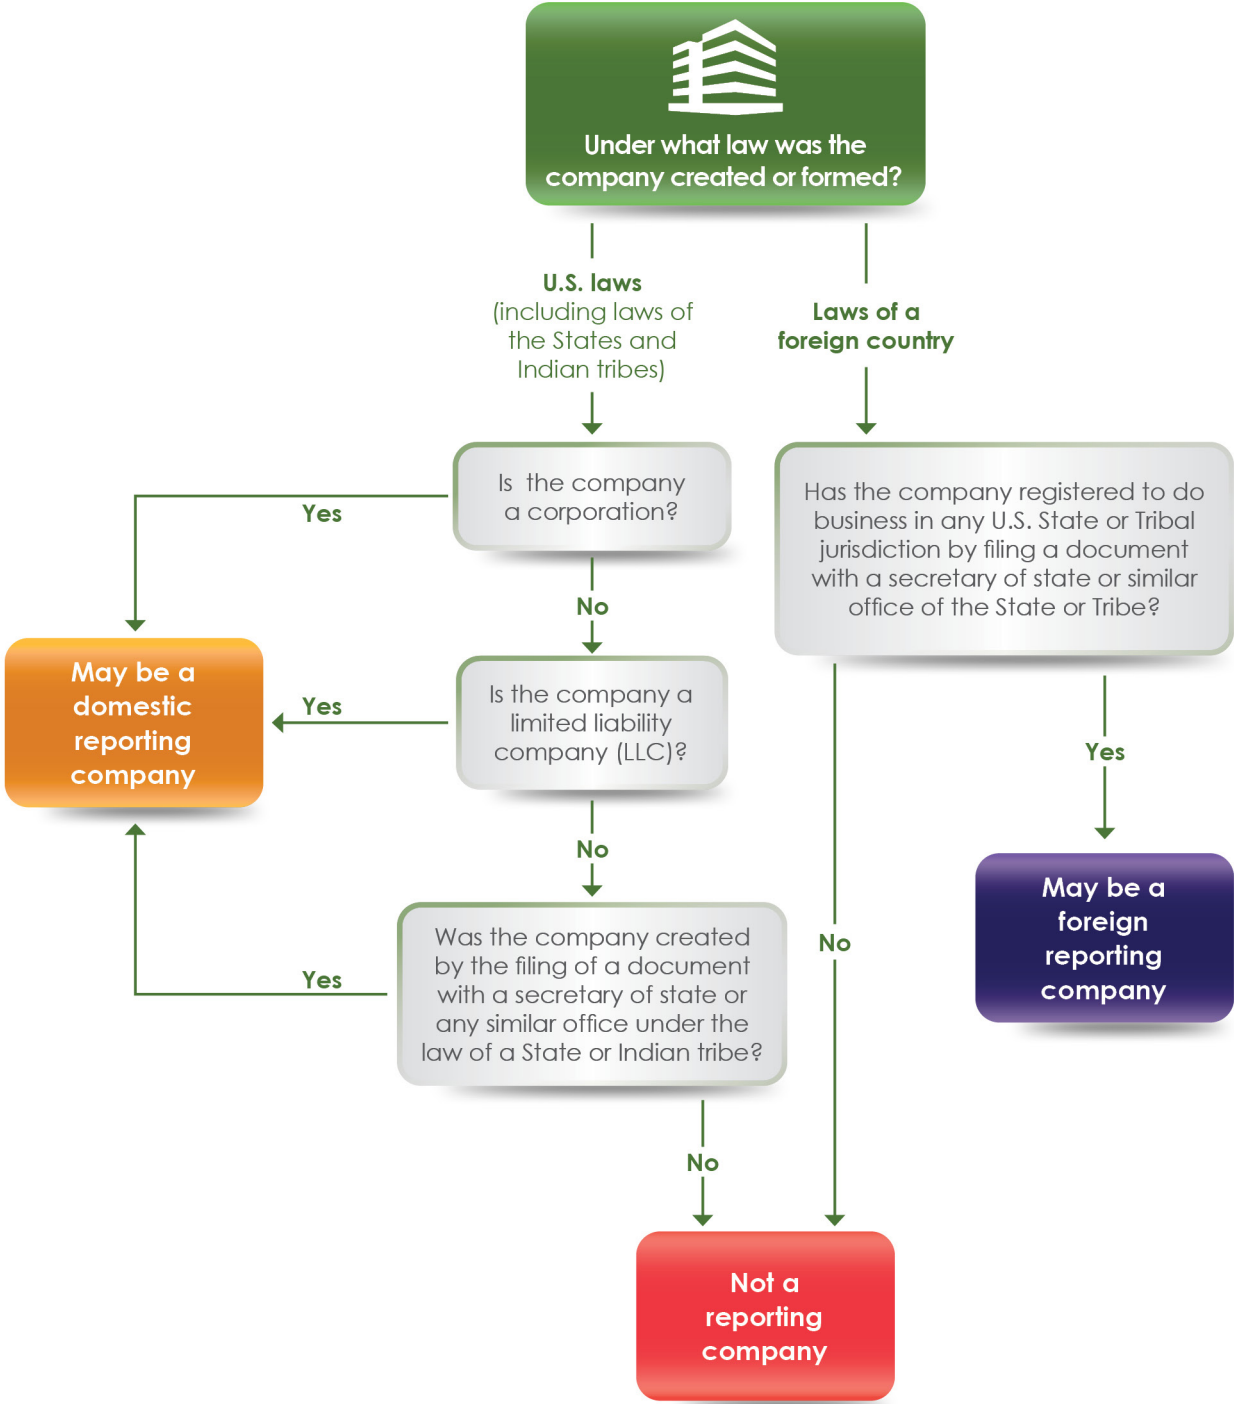 Under what law was the
company created or formed?
U.S. laws
(including laws of
the States and
Indian tribes)
Laws of a
foreign country
Is the company
a corporation?
Yes
No
Has the company registered to do
business in any U.S. State or Tribal
jurisdiction by filing a document
with a secretary of state or similar
office of the State or Tribe?
May be a
domestic
reporting
company
Yes
Is the company a
limited liability
company (LLC)?
No
Yes
May be a
foreign
reporting
company
No
Yes
Was the company created
by the filing of a document
with a secretary of state or
any similar office under the
law of a State or Indian tribe?
No
Not a
reporting
company